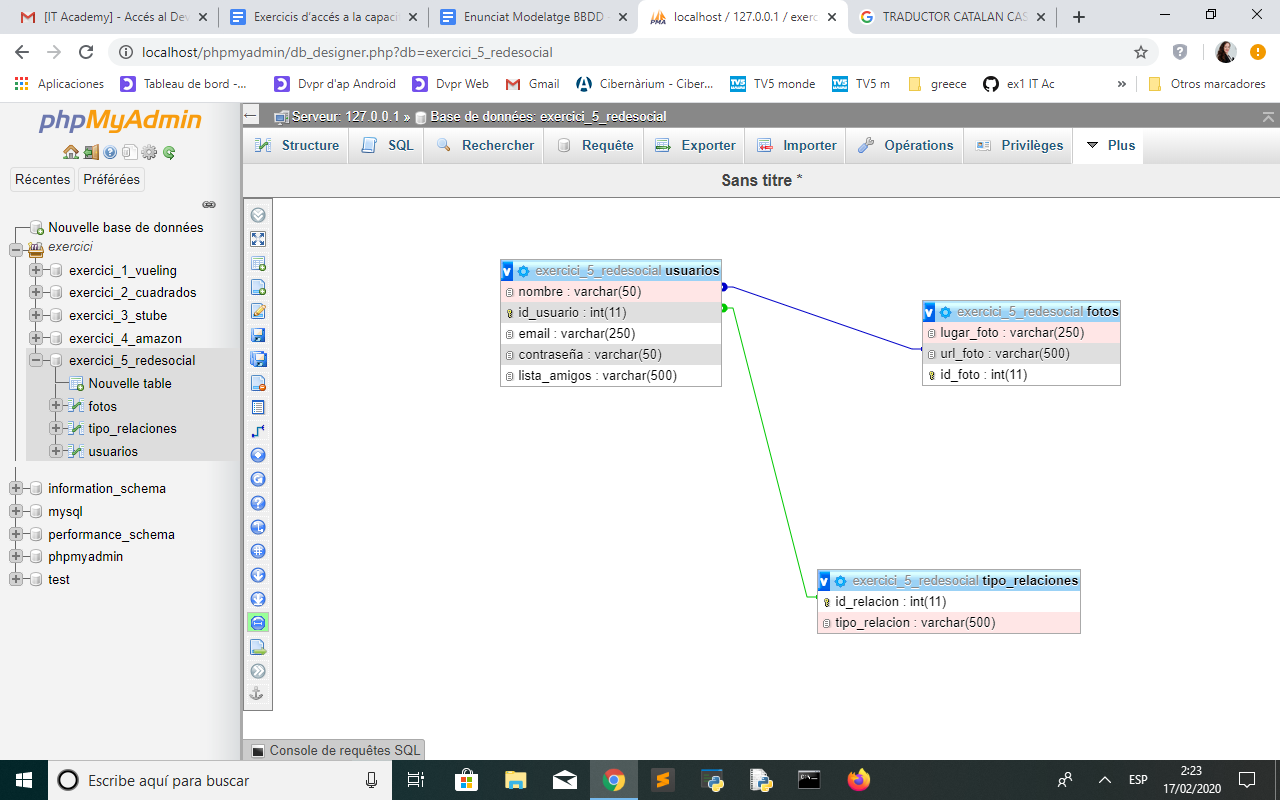 [IT Academy] - Accés al Dev
Exercicis d'accés a la capacit
Enunciat Modelatge BBDD
localhost / 127.0.0.1 / exerc
TRADUCTOR CATALAN CAS
localhost/phpmyadmin/db_designer.php?db=exercici_5_redesocial
Aplicaciones
Tableau de bord -...
Dvpr d'ap Android
Dvpr Web
Gmail
Cibernàrium - Ciber...
TV5 monde
TV5 m
greece
ex1 IT Ac
»
Otros marcadores
phpMyAdmin
Récentes
Préférées
Nouvelle base de données
exercici
exercici_1_vueling
exercici_2_cuadrados
exercici_3_stube
exercici_4_amazon
exercici_5_redesocial
Nouvelle table
fotos
tipo_relaciones
usuarios
information_schema
mysql
performance_schema
phpmyadmin
test
Serveur: 127.0.0.1 » Base de données: exercici_5_redesocial
Structure
SQL
Rechercher
Requête
Exporter
Importer
Opérations
Privilèges
Plus
Sans titre *
v exercici_5_redesocial usuarios
nombre : varchar(50)
id_usuario : int(11)
email : varchar(250)
contraseña : varchar(50)
lista_amigos : varchar(500)
v exercici_5_redesocial fotos
lugar_foto : varchar(250)
url_foto : varchar(500)
id_foto : int(11)
v exercici_5_redesocial tipo_relaciones
id_relacion : int(11)
tipo_relacion : varchar(500)
Console de requêtes SQL
Escribe aquí para buscar
ESP
2:23
17/02/2020